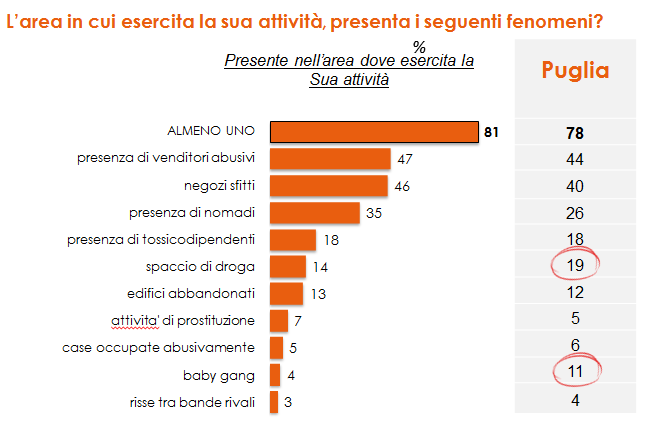 L'area in cui esercita la sua attività, presenta i seguenti fenomeni?
%
Presente nell'area dove esercita la
Sua attività
Puglia
ALMENO UNO 81 78
presenza di venditori abusivi 47 44
negozi sfitti 46 40
presenza di nomadi 35 26
presenza di tossicodipendenti 18 18
spaccio di droga 14 19
edifici abbandonati 13 12
attivita' di prostituzione 7 5
case occupate abusivamente 5 6
baby gang 4 11
risse tra bande rivali 3 4